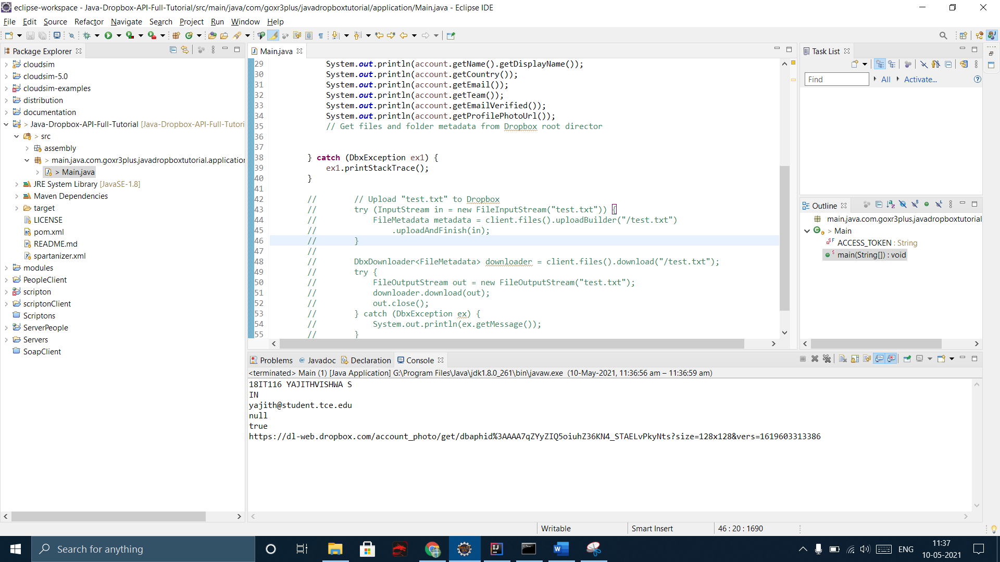 eclipse-workspace - Java-Dropbox-API-Full-Tutorial/src/main/java/com/goxr3plus/javadropboxtutorial/application/Main.java - Eclipse IDE
File Edit Source Refactor Navigate Search Project Run Window Help
Package Explorer
cloudsim
cloudsim-5.0
cloudsim-examples
distribution
documentation
> Java-Dropbox-API-Full-Tutorial [Java-Dropbox-API-Full-Tutori
> src
assembly
> main.java.com.goxr3plus.javadropboxtutorial.application
> Main.java
JRE System Library [JavaSE-1.8]
Maven Dependencies
target
LICENSE
pom.xml
README.md
spartanizer.xml
modules
PeopleClient
scripton
scriptonClient
Scriptons
ServerPeople
Servers
SoapClient
Main.java
29 System.out.println(account.getName().getDisplayName());
30 System.out.println(account.getCountry());
31 System.out.println(account.getEmail());
32 System.out.println(account.getTeam());
33 System.out.println(account.getEmailVerified());
34 System.out.println(account.getProfilePhotoUrl());
35 // Get files and folder metadata from Dropbox root director
36
37
38 } catch (DbxException ex1) {
39 ex1.printStackTrace();
40 }
41
42 // // Upload "test.txt" to Dropbox
43 // try (InputStream in = new FileInputStream("test.txt")) {
44 // FileMetadata metadata = client.files().uploadBuilder("/test.txt")
45 // .uploadAndFinish(in);
46 // }
47 //
48 // DbxDownloader<FileMetadata> downloader = client.files().download("/test.txt");
49 // try {
50 // FileOutputStream out = new FileOutputStream("test.txt");
51 // downloader.download(out);
52 // out.close();
53 // } catch (DbxException ex) {
54 // System.out.println(ex.getMessage());
55 // }
Task List
Find All Activate...
Outline
main.java.com.goxr3plus.javadropboxtutorial
> Main
ACCESS_TOKEN : String
main(String[]) : void
Problems @ Javadoc Declaration Console
<terminated> Main (1) [Java Application] G:\Program Files\Java\jdk1.8.0_261\bin\javaw.exe (10-May-2021, 11:36:56 am – 11:36:59 am)
18IT116 YAJITHVISHWA S
IN
yajith@student.tce.edu
null
true
https://dl-web.dropbox.com/account_photo/get/dbaphid%3AAAA7qZYyZIQ5oiuhZ36KN4_STAELvPkyNts?size=128x128&vers=1619603313386
Writable Smart Insert 46 : 20 : 1690
Search for anything
ENG
11:37
10-05-2021